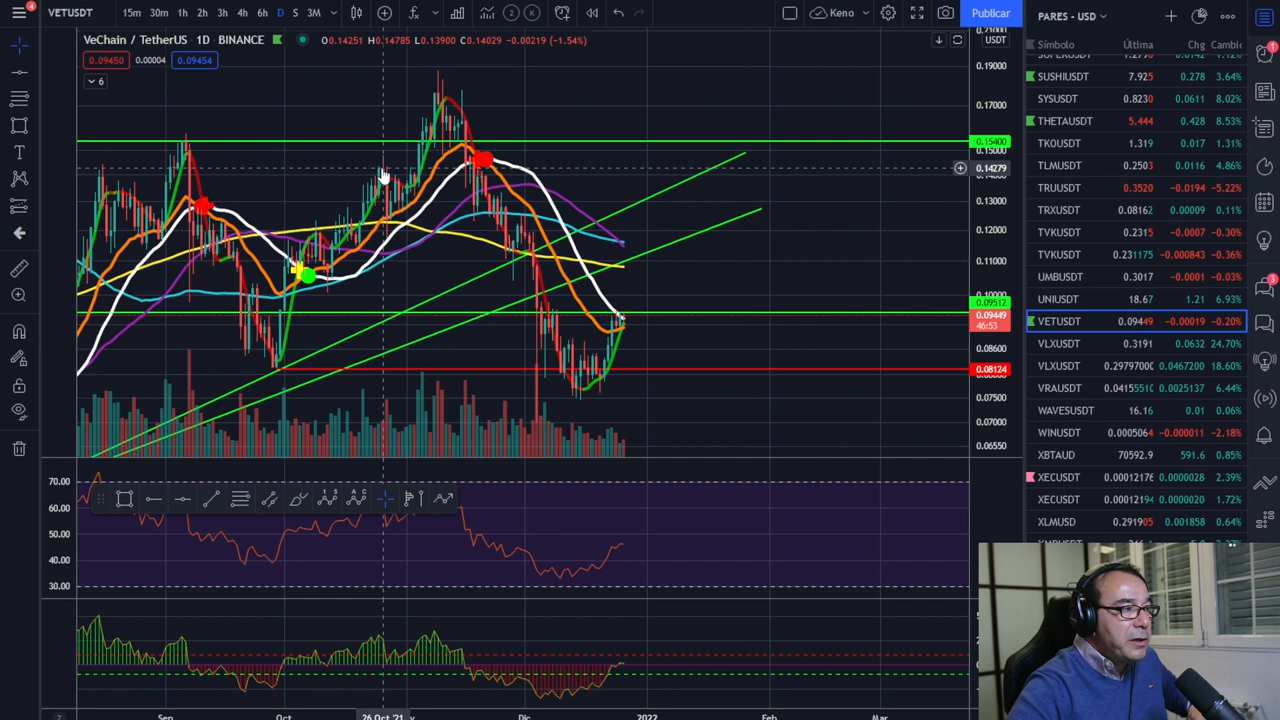 4
VETUSDT 15m 30m 1h 2h 3h 4h 6h D S 3M 2 K Keno Publicar PARES - USD
VeChain / TetherUS · 1D · BINANCE O0.14251 H0.14785 L0.13900 C0.14029 -0.00219 (-1.54%) USDT
0.09450 0.00004 0.09454
6
Símbolo Última Chg Cambio
SUSHIUSDT 7.925 0.278 3.64%
SYSUSDT 0.8230 0.0611 8.02%
THETAUSDT 5.444 0.428 8.53%
TKOUSDT 1.319 0.017 1.31%
TLMUSDT 0.2503 0.0116 4.86%
TRUUSDT 0.3520 -0.0194 -5.22%
TRXUSDT 0.08162 0.00009 0.11%
TVKUSDT 0.2315 -0.0007 -0.30%
TVKUSDT 0.231175 -0.000843 -0.36%
UMBUSDT 0.3017 -0.0001 -0.03%
UNIUSDT 18.67 1.21 6.93%
VETUSDT 0.09449 -0.00019 -0.20%
VLXUSDT 0.3191 0.0632 24.70%
VLXUSDT 0.29797000 0.0467200 18.60%
VRAUSDT 0.04155510 0.0025137 6.44%
WAVESUSDT 16.16 0.01 0.06%
WINUSDT 0.0005064 -0.000011 -2.18%
XBTAUD 70592.9 591.6 0.85%
XECUSDT 0.00012176 0.0000028 2.39%
XECUSDT 0.00012194 0.0000020 1.72%
XLMUSD 0.291905 0.001858 0.64%
1
3
0.19000
0.17000
0.15400
0.15000
0.14279
0.13000
0.12000
0.11000
0.10000
0.09512
0.09449
46:53
0.08600
0.08124
0.07500
0.07000
0.06550
70.00
60.00
50.00
40.00
30.00
Sep Oct 26 Oct '21 Dic 2022 Feb Mar